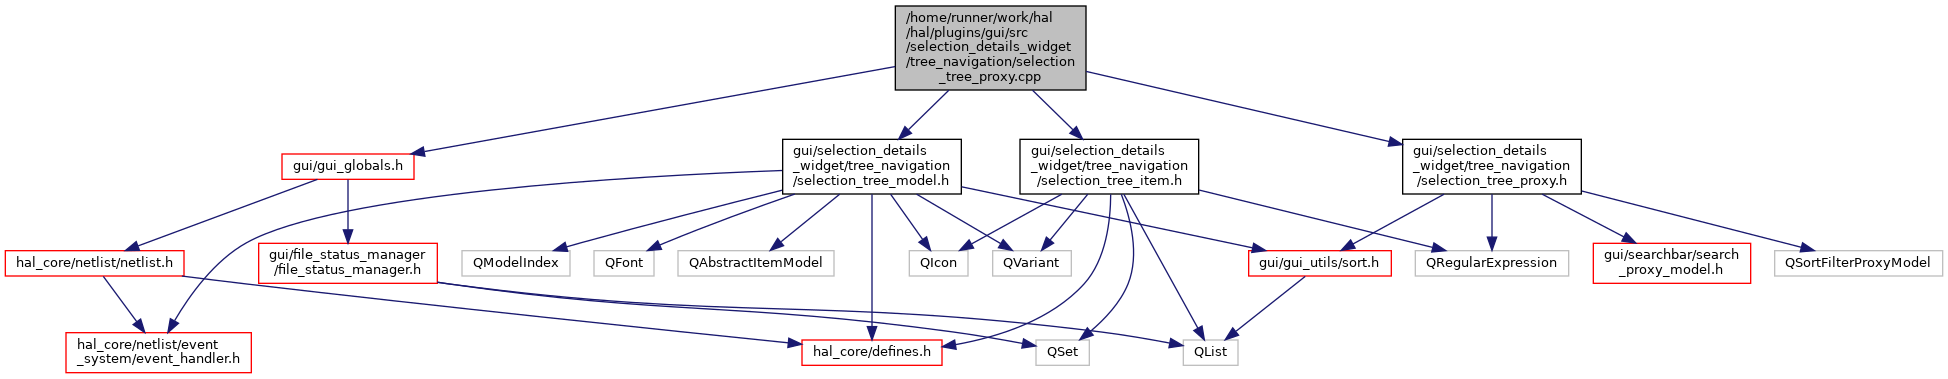 /home/runner/work/hal
/hal/plugins/gui/src
/selection_details_widget
/tree_navigation/selection
_tree_proxy.cpp
gui/gui_globals.h
gui/selection_details
_widget/tree_navigation
/selection_tree_model.h
gui/selection_details
_widget/tree_navigation
/selection_tree_item.h
gui/selection_details
_widget/tree_navigation
/selection_tree_proxy.h
hal_core/netlist/netlist.h
gui/file_status_manager
/file_status_manager.h
QModelIndex
QFont
QAbstractItemModel
QIcon
QVariant
gui/gui_utils/sort.h
QRegularExpression
gui/searchbar/search
_proxy_model.h
QSortFilterProxyModel
hal_core/netlist/event
_system/event_handler.h
hal_core/defines.h
QSet
QList